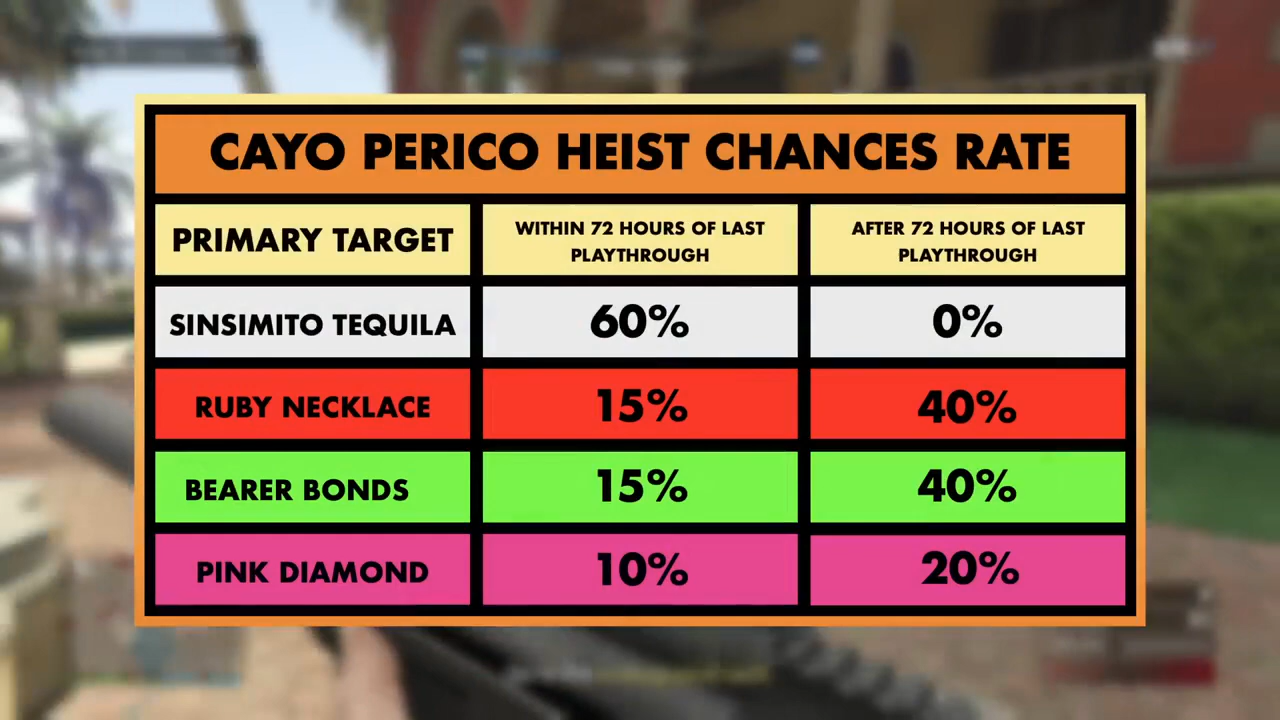 CAYO PERICO HEIST CHANCES RATE
PRIMARY TARGET
WITHIN 72 HOURS OF LAST
PLAYTHROUGH
AFTER 72 HOURS OF LAST
PLAYTHROUGH
SINSIMITO TEQUILA
60%
0%
RUBY NECKLACE
15%
40%
BEARER BONDS
15%
40%
PINK DIAMOND
10%
20%